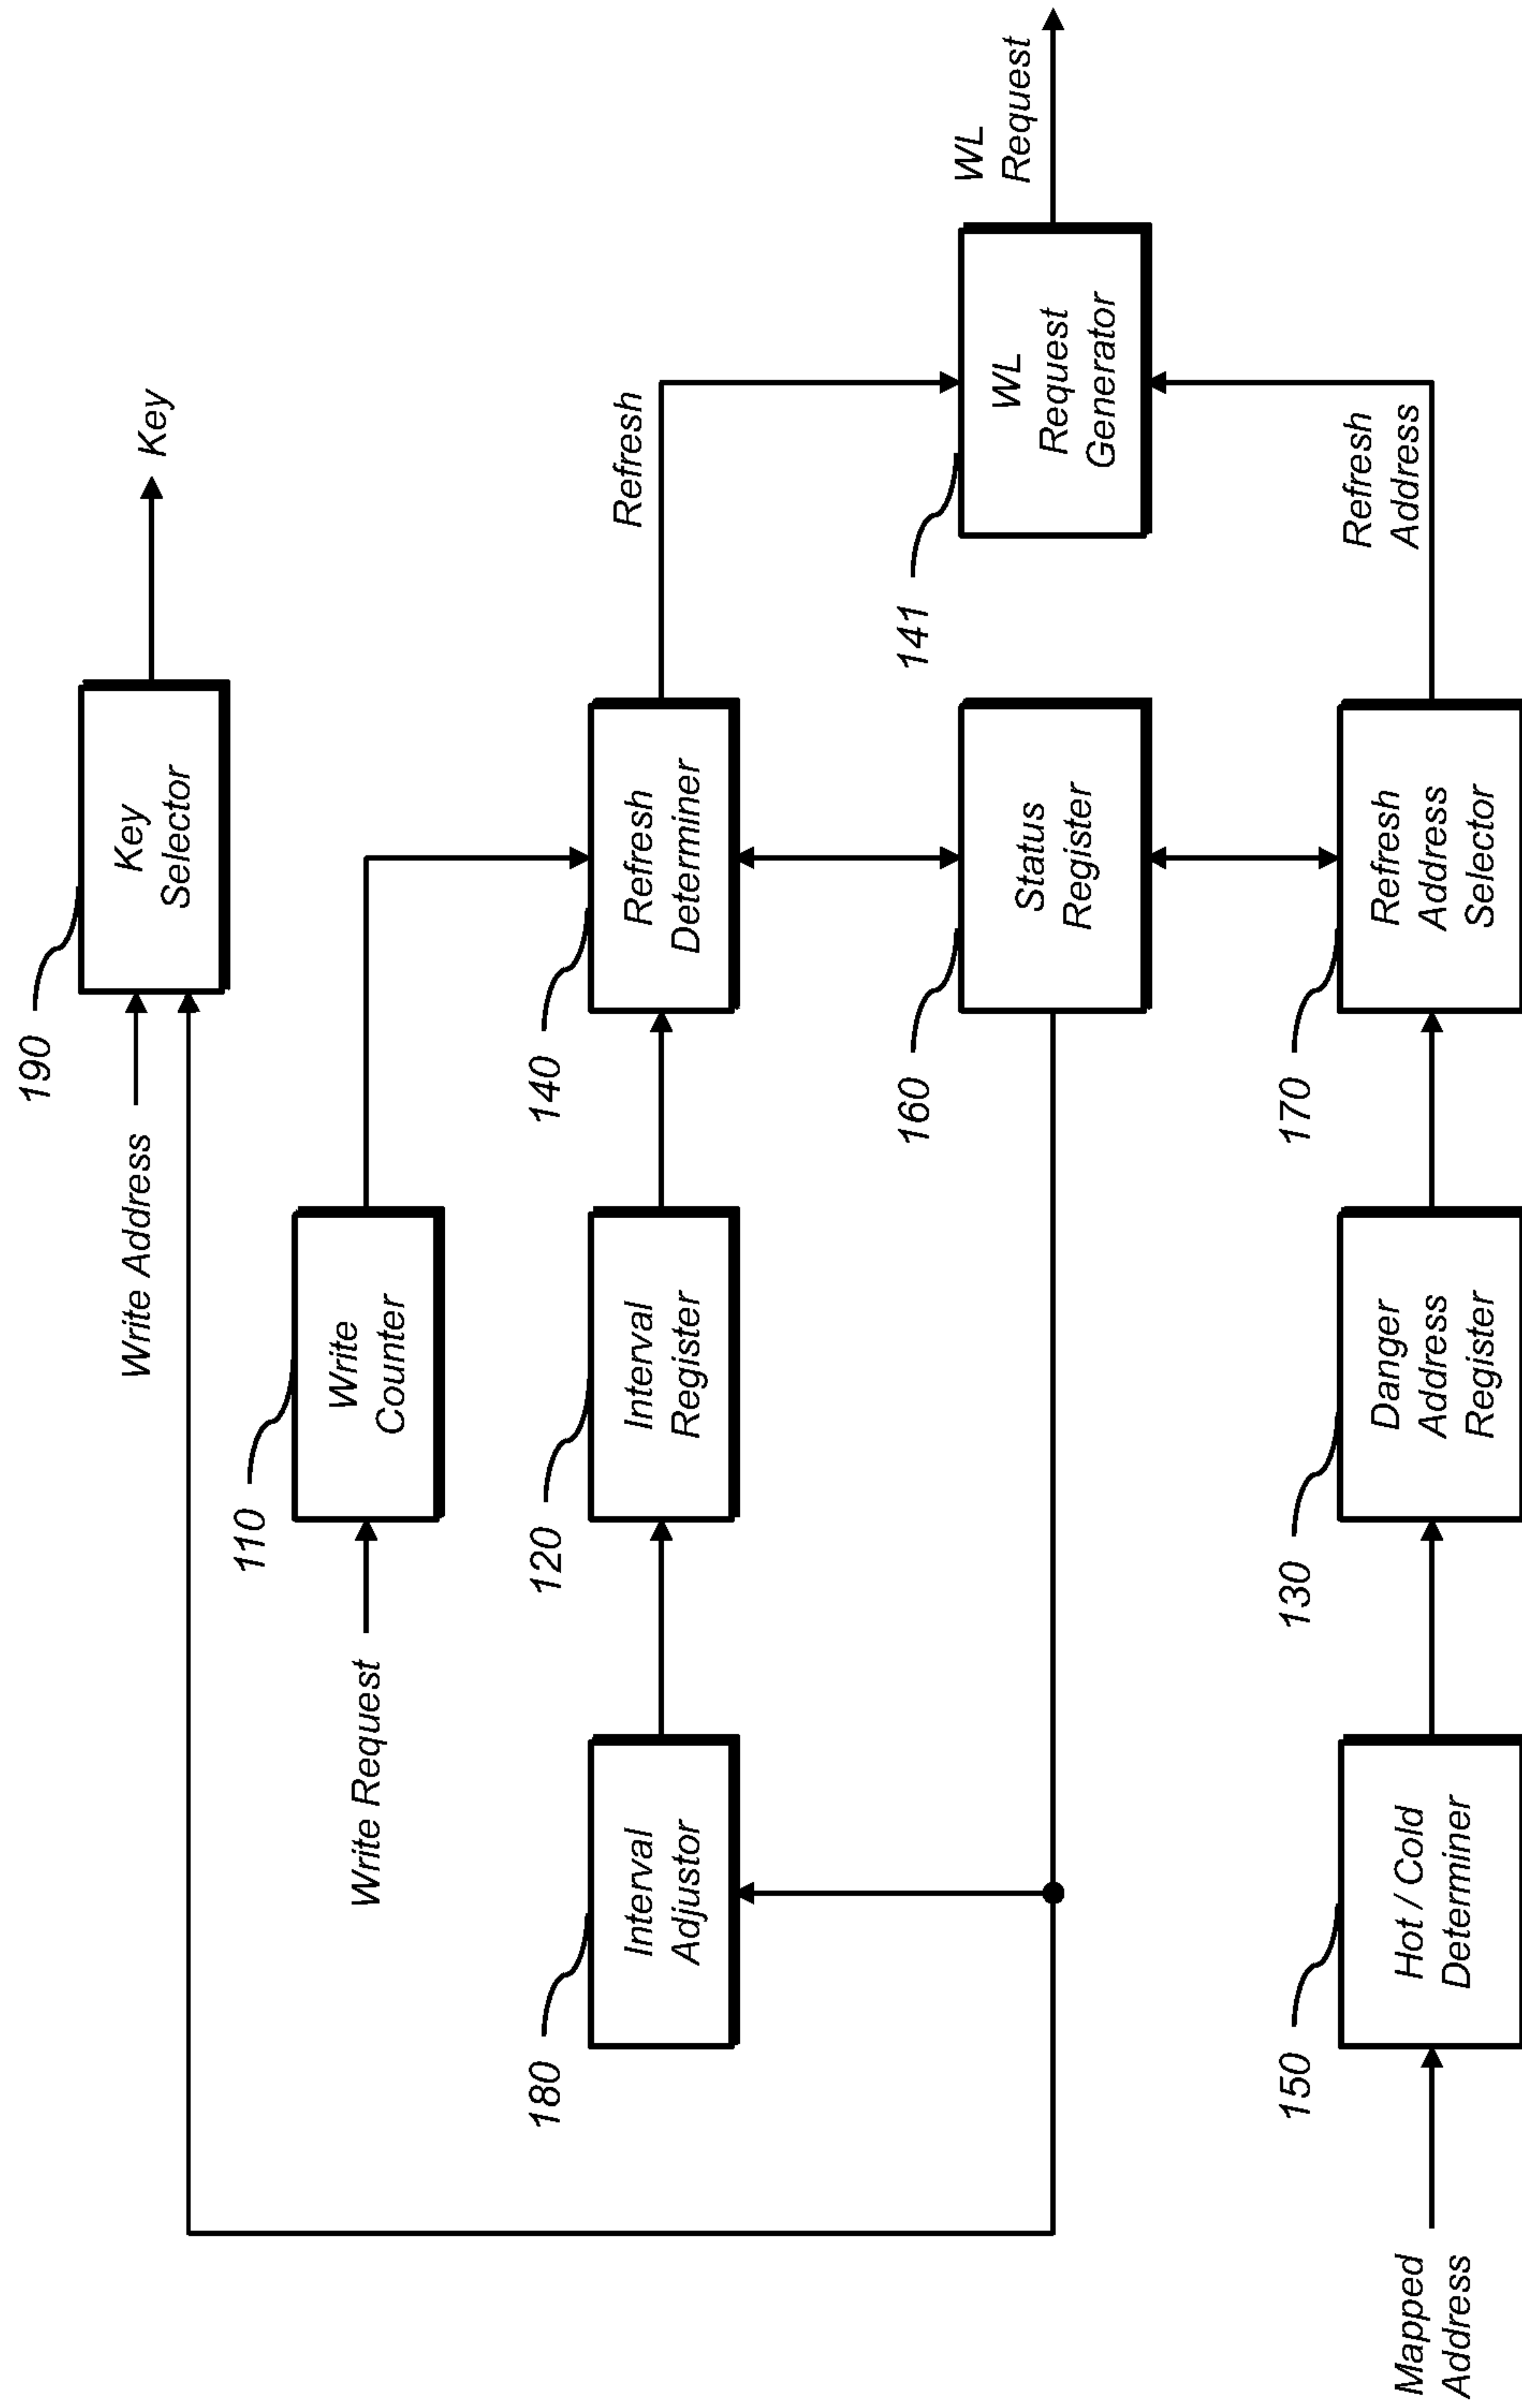 190
Write Address
Key
Selector
Key
110
Write Request
Write
Counter
180
Interval
Adjustor
120
Interval
Register
140
Refresh
Determiner
Refresh
160
Status
Register
141
WL
Request
Generator
WL
Request
Mapped
Address
150
Hot / Cold
Determiner
130
Danger
Address
Register
170
Refresh
Address
Selector
Refresh
Address